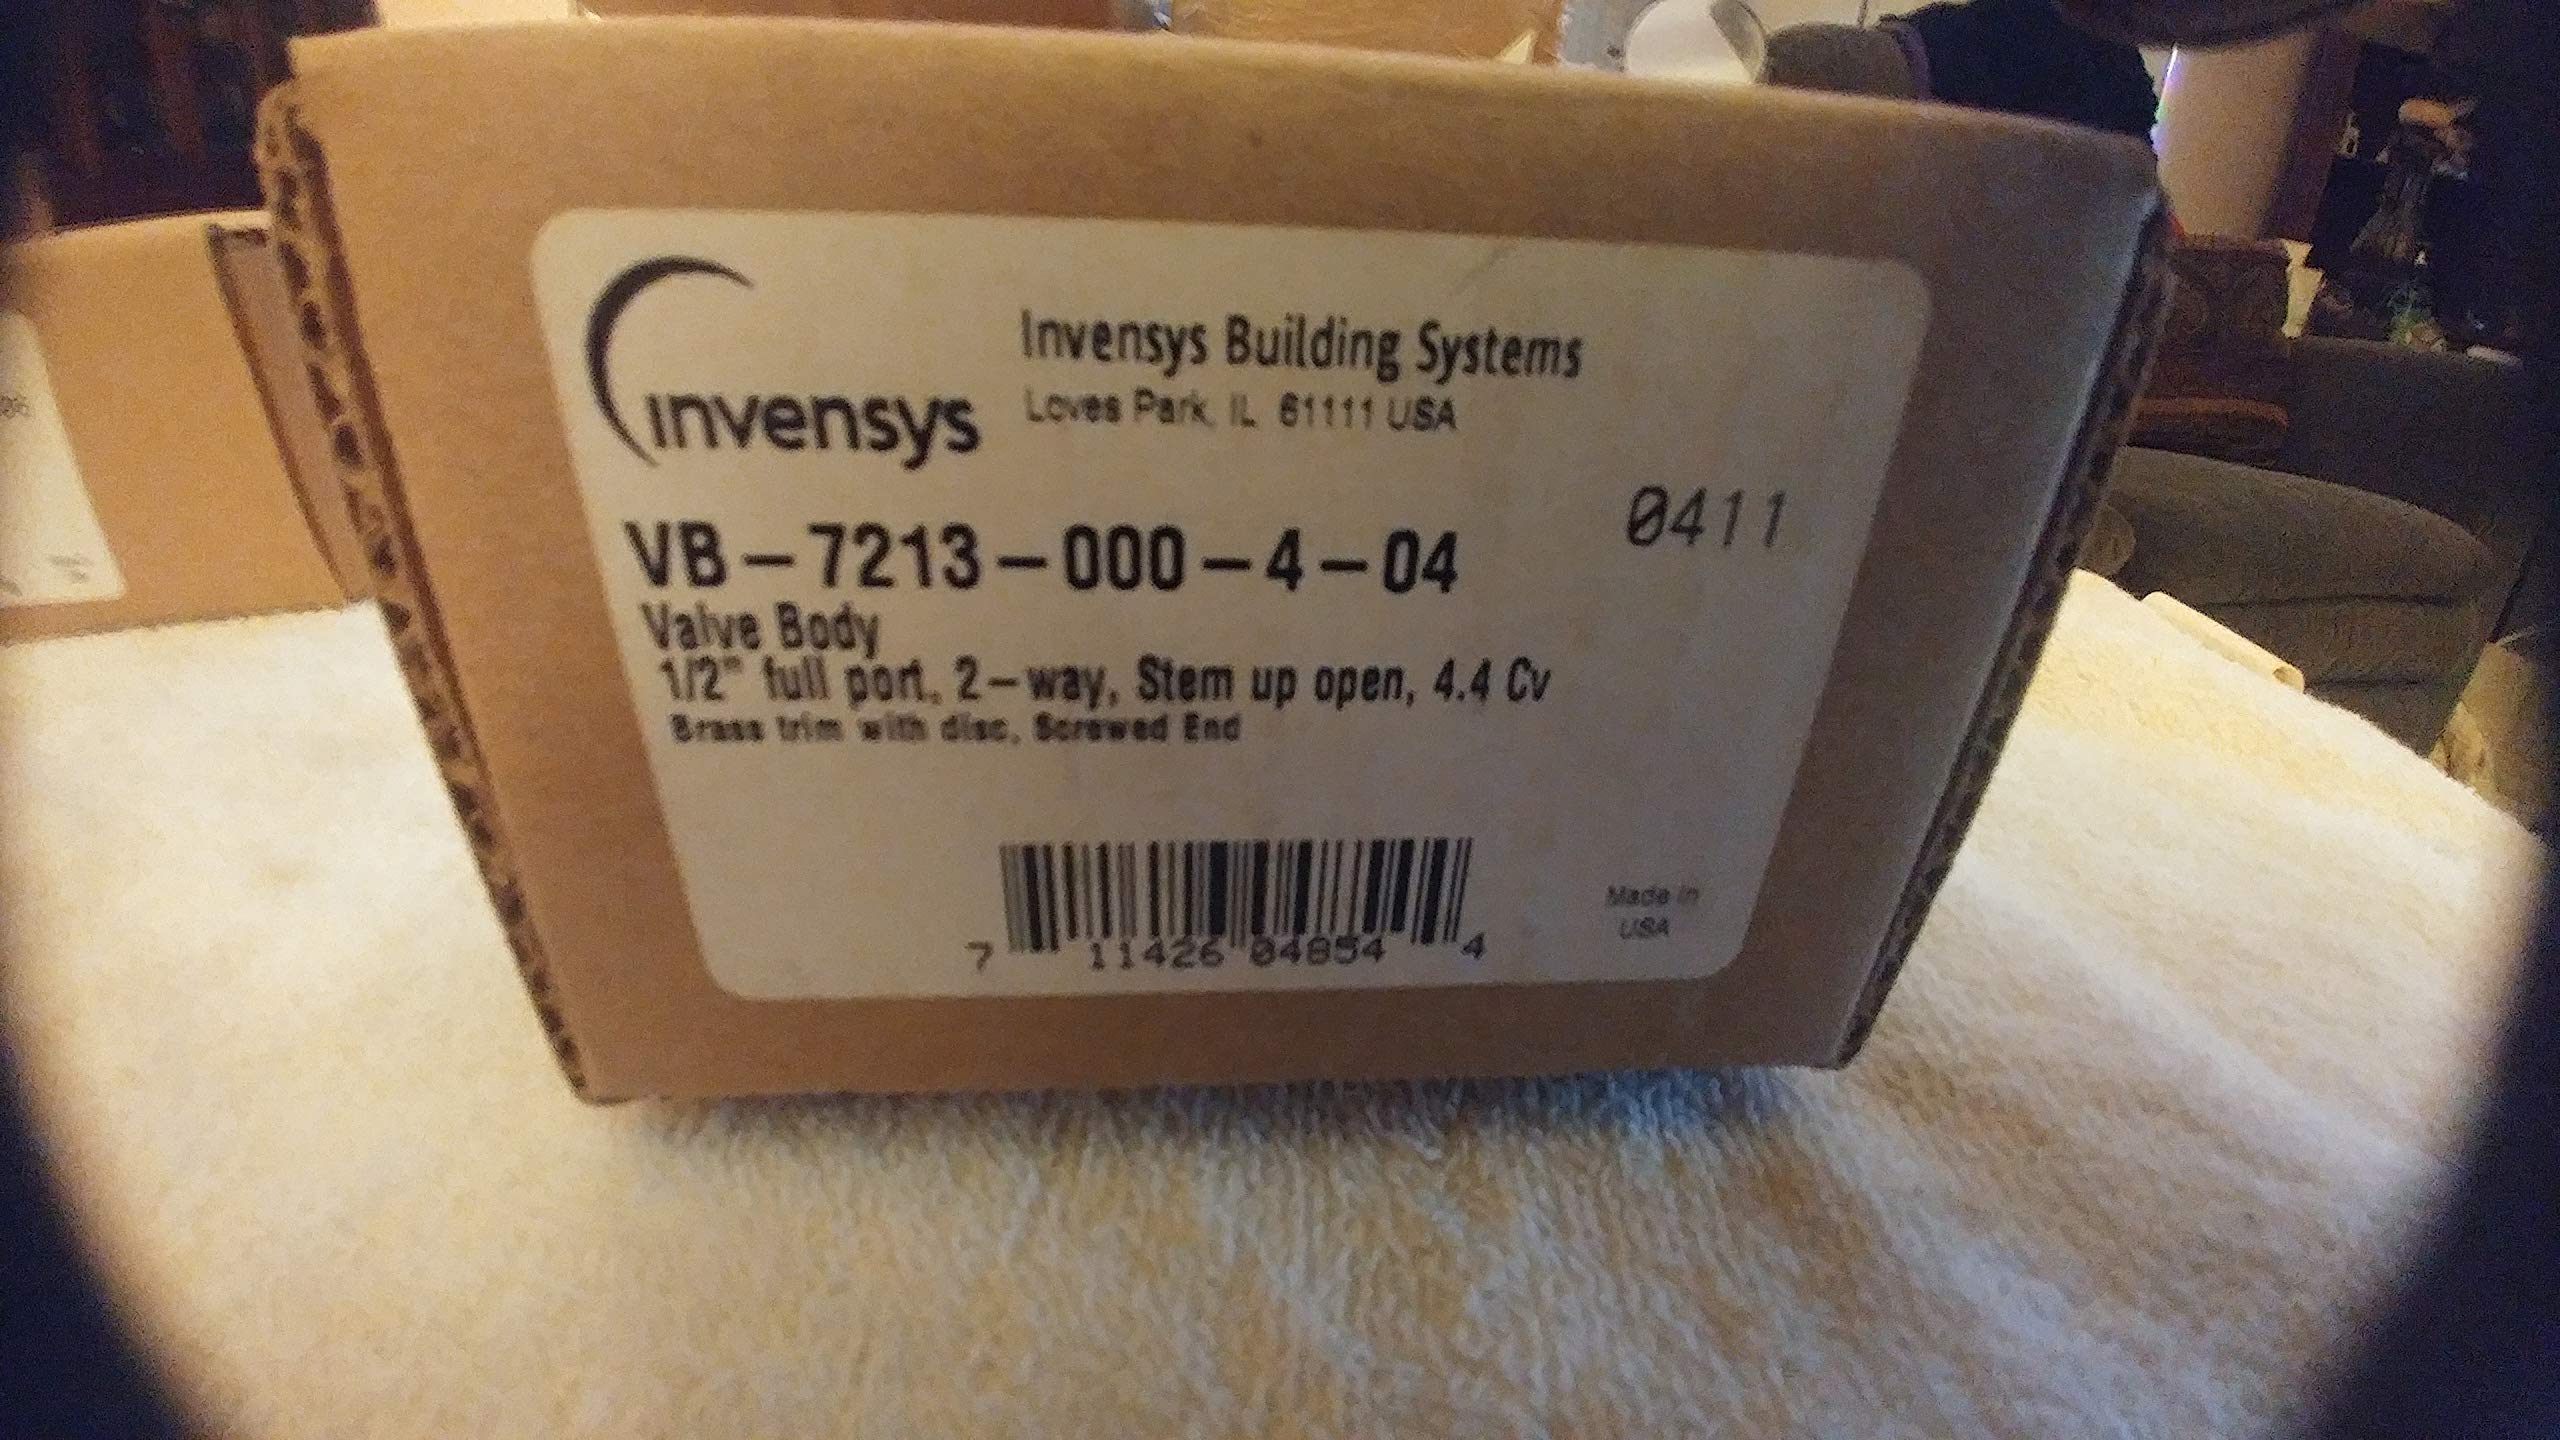 invensys
Invensys Building Systems
Loves Park, IL 61111 USA
0411
VB-7213-000-4-04
Valve Body
1/2" full port, 2-way, Stem up open, 4.4 Cv
Brass trim with disc, Screwed End
7 11426 04854 4
Made in
USA